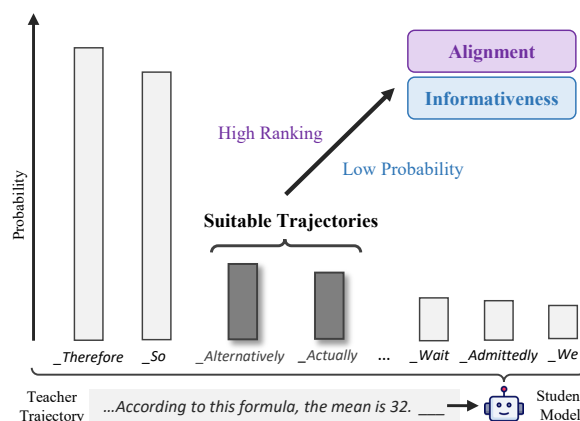 Alignment
Informativeness
High Ranking
Low Probability
Suitable Trajectories
Probability
_Therefore _So _Alternatively _Actually ... _Wait _Admittedly _We
Teacher Trajectory
...According to this formula, the mean is 32. ___
Student Model